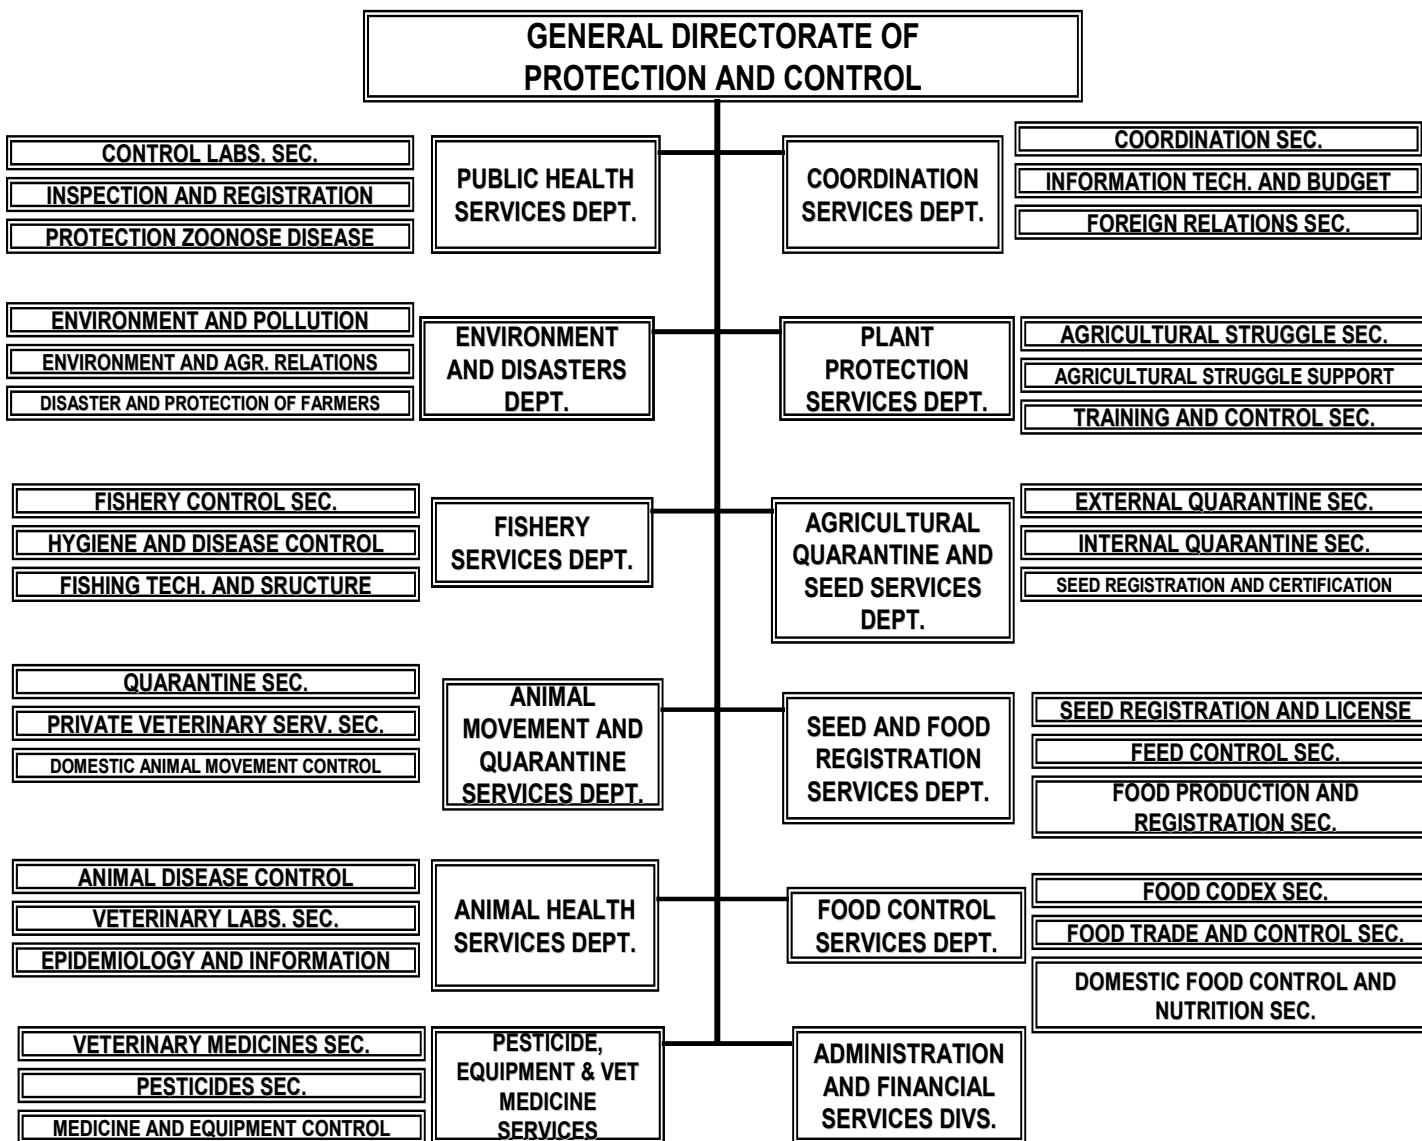 GENERAL DIRECTORATE OF
PROTECTION AND CONTROL
CONTROL LABS. SEC.
INSPECTION AND REGISTRATION
PROTECTION ZOONOSE DISEASE
PUBLIC HEALTH
SERVICES DEPT.
COORDINATION
SERVICES DEPT.
COORDINATION SEC.
INFORMATION TECH. AND BUDGET
FOREIGN RELATIONS SEC.
ENVIRONMENT AND POLLUTION
ENVIRONMENT AND AGR. RELATIONS
DISASTER AND PROTECTION OF FARMERS
ENVIRONMENT
AND DISASTERS
DEPT.
PLANT
PROTECTION
SERVICES DEPT.
AGRICULTURAL STRUGGLE SEC.
AGRICULTURAL STRUGGLE SUPPORT
TRAINING AND CONTROL SEC.
FISHERY CONTROL SEC.
HYGIENE AND DISEASE CONTROL
FISHING TECH. AND SRUCTURE
FISHERY
SERVICES DEPT.
AGRICULTURAL
QUARANTINE AND
SEED SERVICES
DEPT.
EXTERNAL QUARANTINE SEC.
INTERNAL QUARANTINE SEC.
SEED REGISTRATION AND CERTIFICATION
QUARANTINE SEC.
PRIVATE VETERINARY SERV. SEC.
DOMESTIC ANIMAL MOVEMENT CONTROL
ANIMAL
MOVEMENT AND
QUARANTINE
SERVICES DEPT.
SEED AND FOOD
REGISTRATION
SERVICES DEPT.
SEED REGISTRATION AND LICENSE
FEED CONTROL SEC.
FOOD PRODUCTION AND
REGISTRATION SEC.
ANIMAL DISEASE CONTROL
VETERINARY LABS. SEC.
EPIDEMIOLOGY AND INFORMATION
ANIMAL HEALTH
SERVICES DEPT.
FOOD CONTROL
SERVICES DEPT.
FOOD CODEX SEC.
FOOD TRADE AND CONTROL SEC.
DOMESTIC FOOD CONTROL AND
NUTRITION SEC.
VETERINARY MEDICINES SEC.
PESTICIDES SEC.
MEDICINE AND EQUIPMENT CONTROL
PESTICIDE,
EQUIPMENT & VET
MEDICINE
SERVICES
ADMINISTRATION
AND FINANCIAL
SERVICES DIVS.